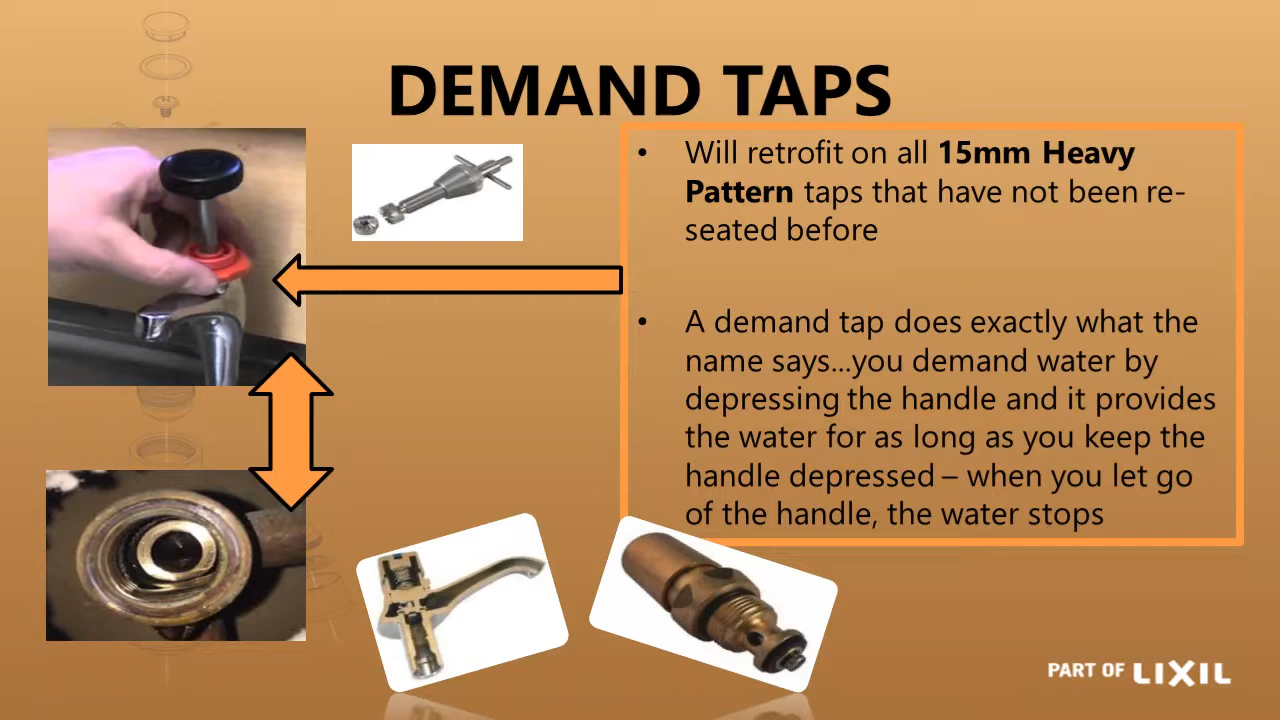 DEMAND TAPS
• Will retrofit on all 15mm Heavy
Pattern taps that have not been re-
seated before
• A demand tap does exactly what the
name says...you demand water by
depressing the handle and it provides
the water for as long as you keep the
handle depressed – when you let go
of the handle, the water stops
PART OF LIXIL